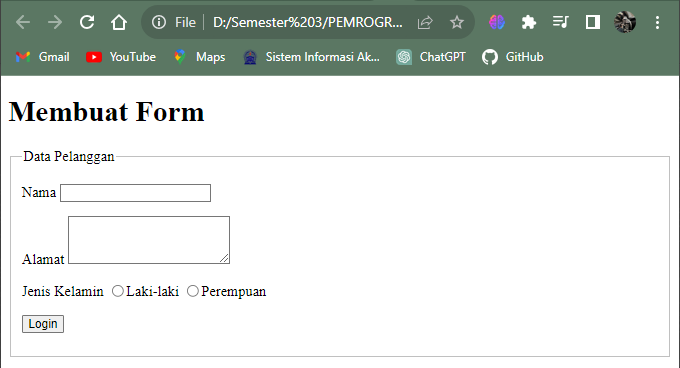 File D:/Semester%203/PEMROGR...
Gmail YouTube Maps Sistem Informasi Ak... ChatGPT GitHub
Membuat Form
Data Pelanggan
Nama
Alamat
Jenis Kelamin Laki-laki Perempuan
Login